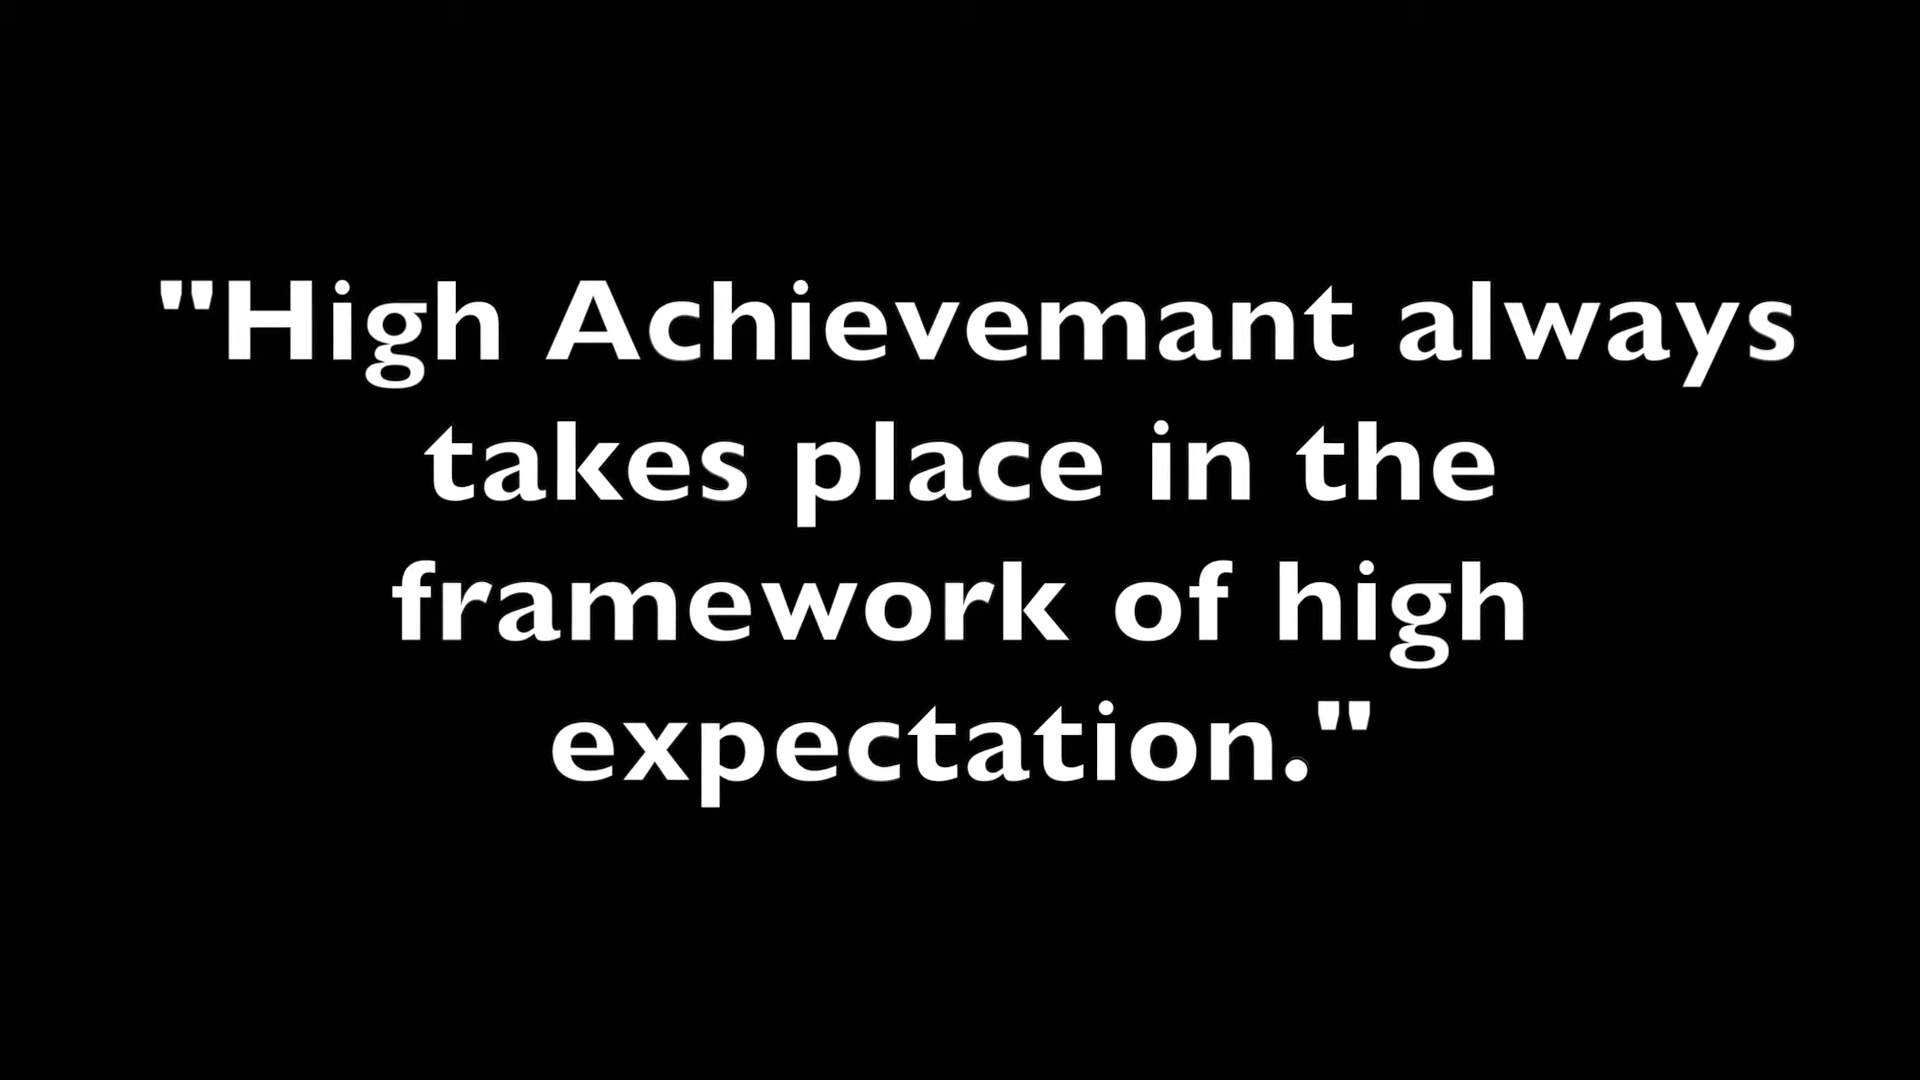 "High Achievemant always
takes place in the
framework of high
expectation."